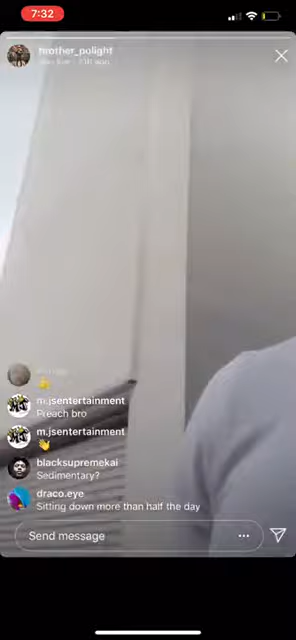 7:32
brother_polight
m.jsentertainment
Preach bro
m.jsentertainment
blacksupremekai
Sedimentary?
draco.eye
Sitting down more than half the day
Send message